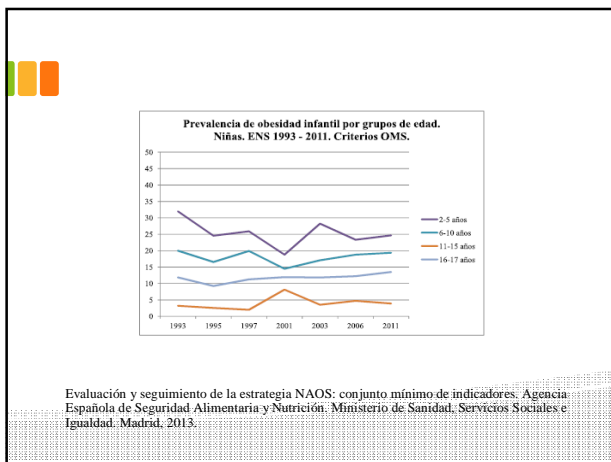 Prevalencia de obesidad infantil por grupos de edad.
Niñas. ENS 1993 - 2011. Criterios OMS.
50
45
40
35
30
25
20
15
10
5
0
1993 1995 1997 2001 2003 2006 2011
2-5 años
6-10 años
11-15 años
16-17 años
Evaluación y seguimiento de la estrategia NAOS: conjunto mínimo de indicadores. Agencia
Española de Seguridad Alimentaria y Nutrición. Ministerio de Sanidad, Servicios Sociales e
Igualdad. Madrid, 2013.